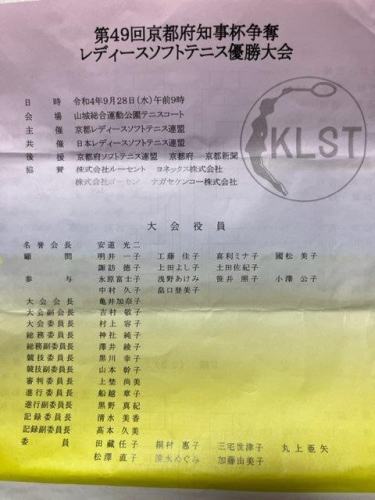 第49回京都府知事杯争奪
レディースソフトテニス優勝大会
日 時 令和4年9月28日(水)午前9時
会 場 山城総合運動公園テニスコート
主 催 京都レディースソフトテニス連盟
共 催 日本レディースソフトテニス連盟
後 援 京都府ソフトテニス連盟 京都府 京都新聞
協 賛 株式会社ルーセント ヨネックス株式会社
株式会社ゴーセン ナガセケンコー株式会社
KLST
大会役員
名誉会長 安道 光二
顧問 明井 一子 工藤 佳子 喜利ミナ子 國松 美子
諏訪 徳子 上田よし子 土田佐紀子
参与 永原富士子 浅野あけみ 笹井 照子 小澤 公子
中村 久子 畠口登美子
大会会長 亀井加奈子
大会副会長 吉村 敬子
大会委員長 村上 容子
総務委員長 神社 純子
総務副委員長 澤井 綾子
競技委員長 黒川 幸子
競技副委員長 山本 幹子
審判委員長 上埜 尚美
進行委員長 船越 章子
進行副委員長 黒野 真紀
記録委員長 清水 美香
記録副委員長 高本 久美
委員 田蔵任子 綱村 惠子 三宅世津子 丸上亜矢
松澤直子 清水めぐみ 加藤由美子